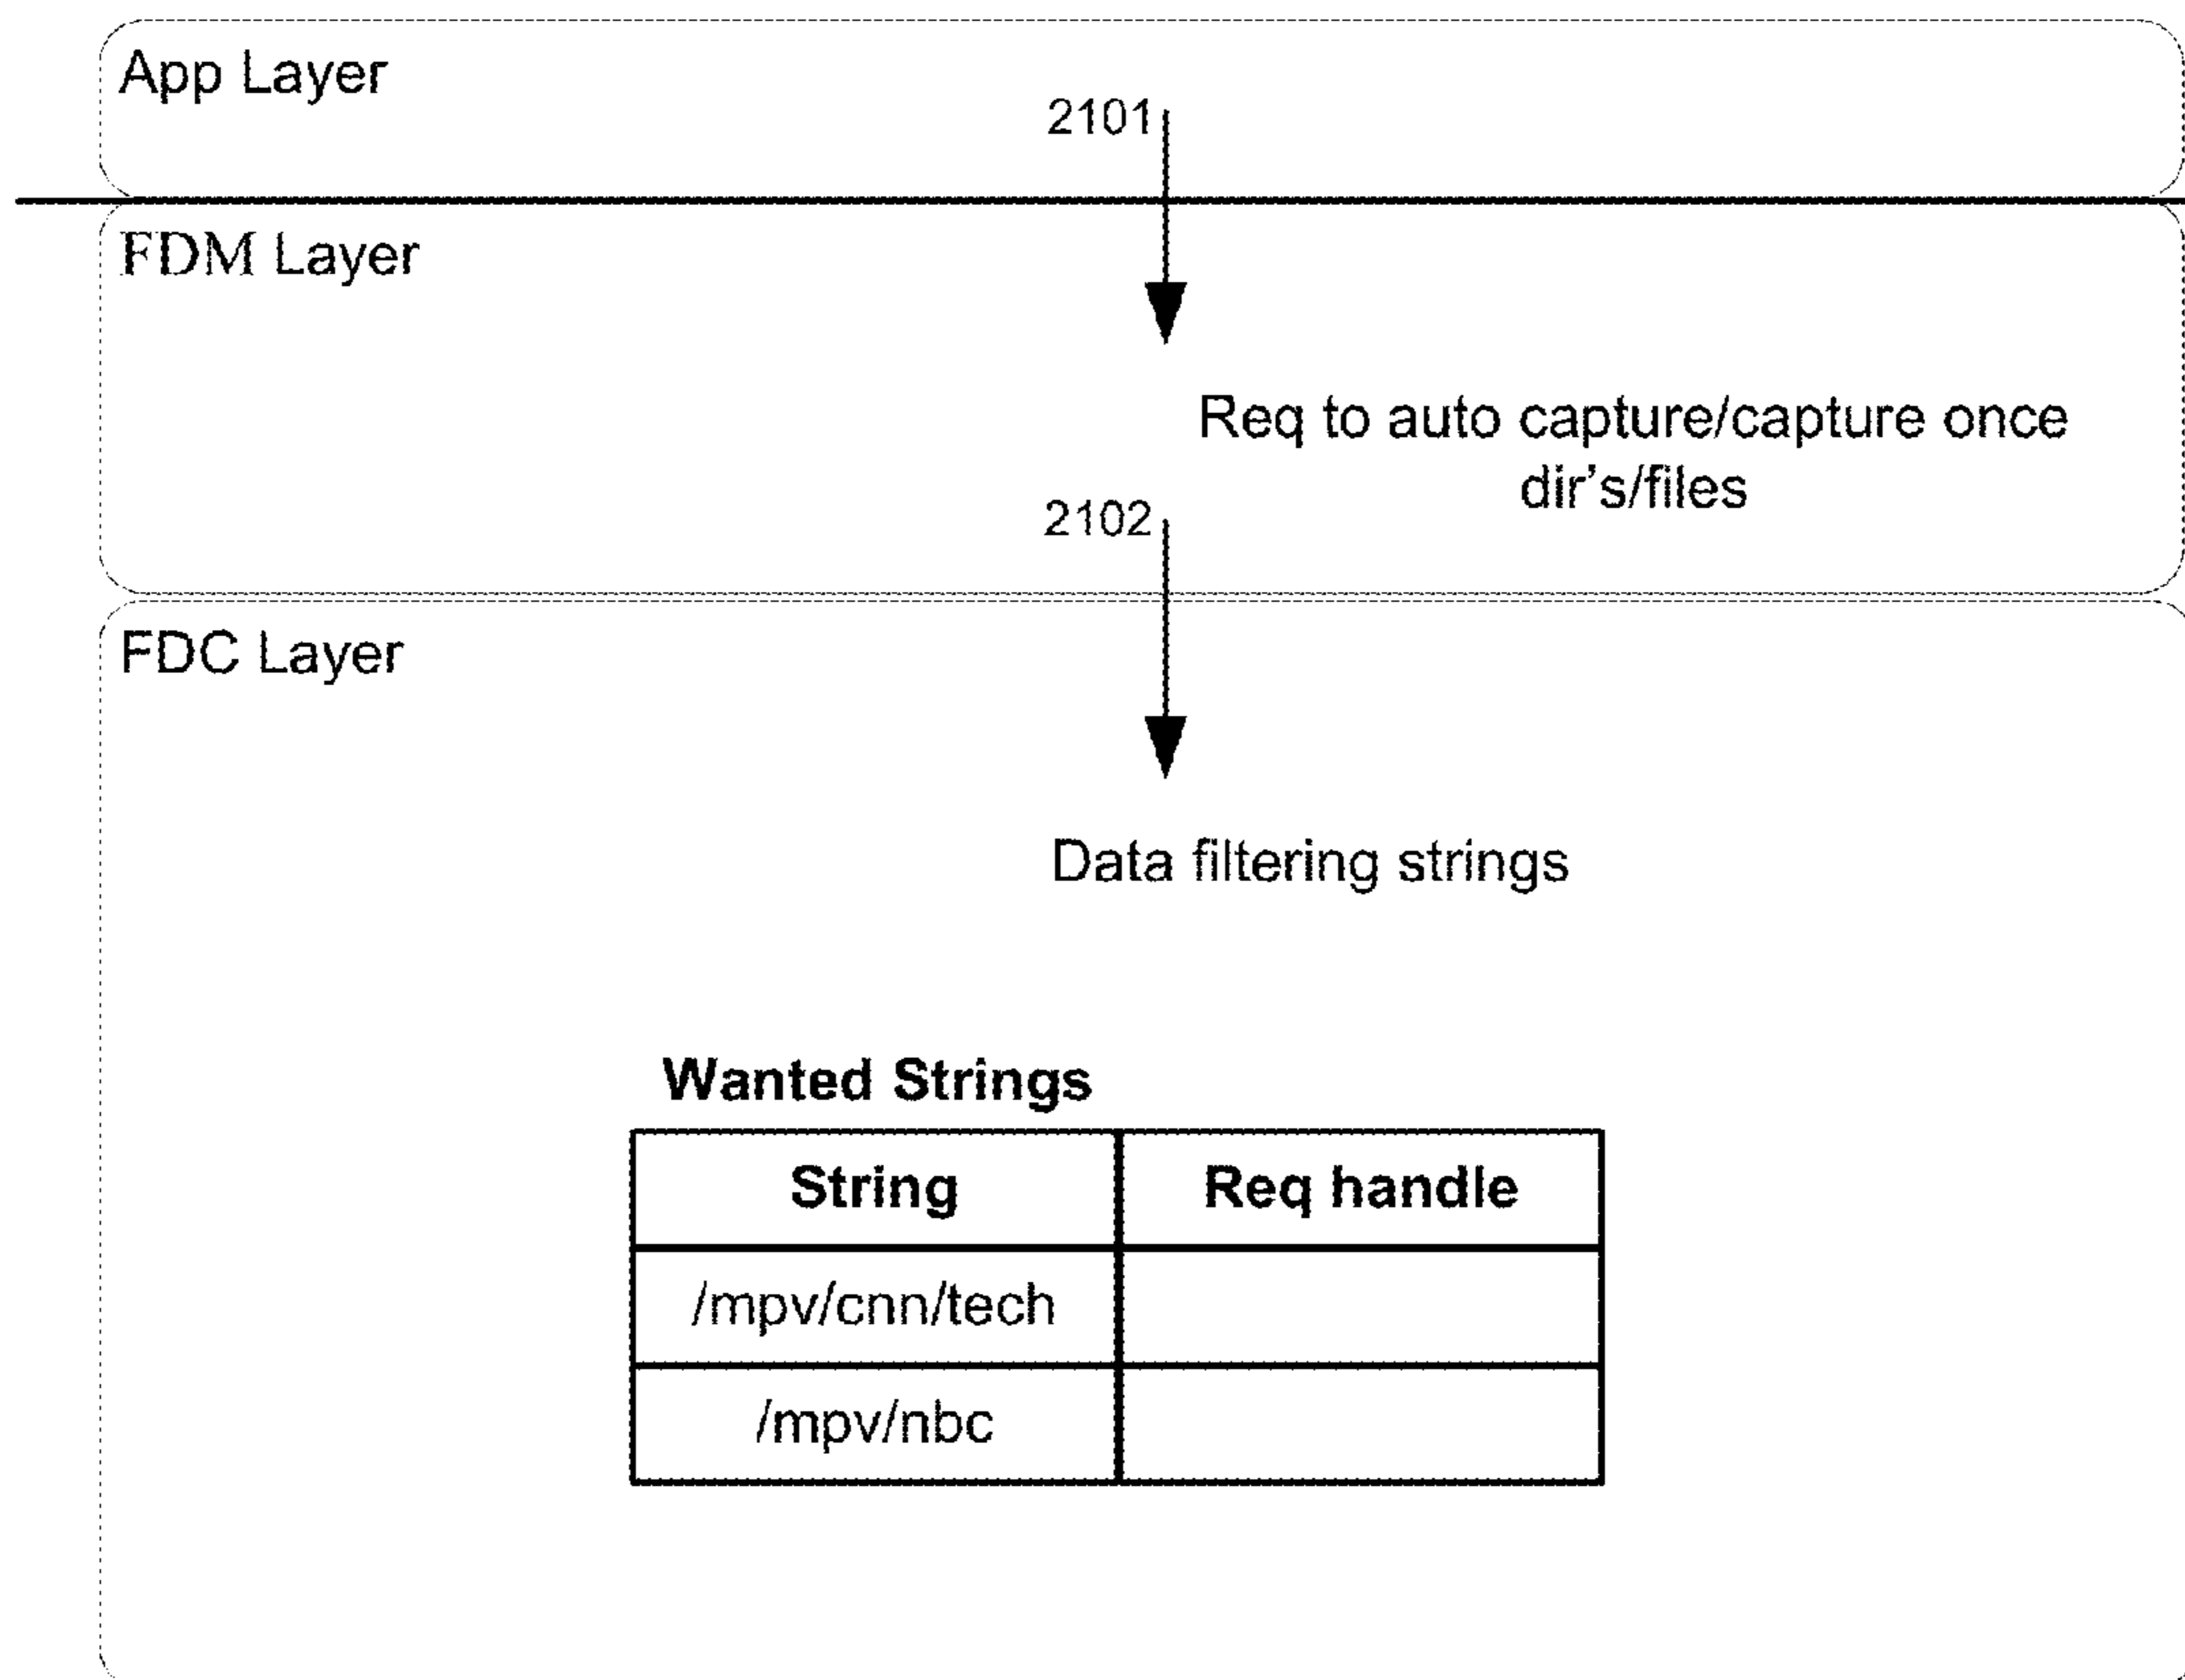 App Layer
2101
FDM Layer
Req to auto capture/capture once
dir's/files
2102
FDC Layer
Data filtering strings
Wanted Strings
String Req handle
/mpv/cnn/tech
/mpv/nbc